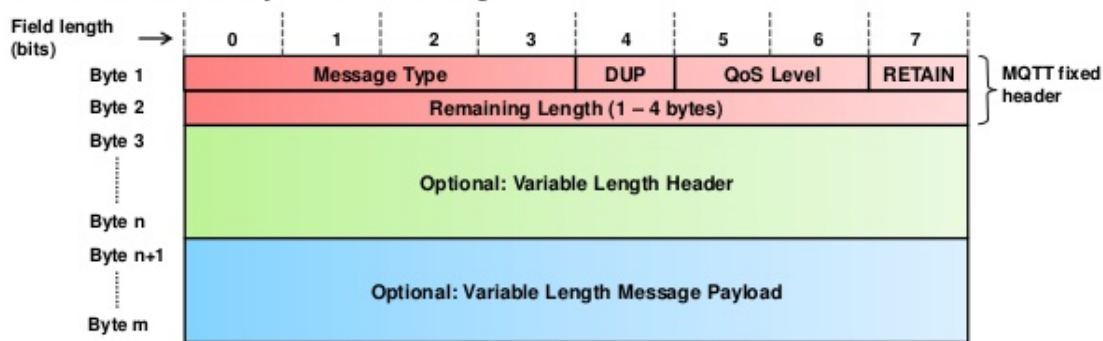 Field length
(bits)
0 1 2 3 4 5 6 7
Byte 1 Message Type DUP QoS Level RETAIN
MQTT fixed
header
Byte 2 Remaining Length (1 – 4 bytes)
Byte 3
Optional: Variable Length Header
Byte n
Byte n+1
Optional: Variable Length Message Payload
Byte m